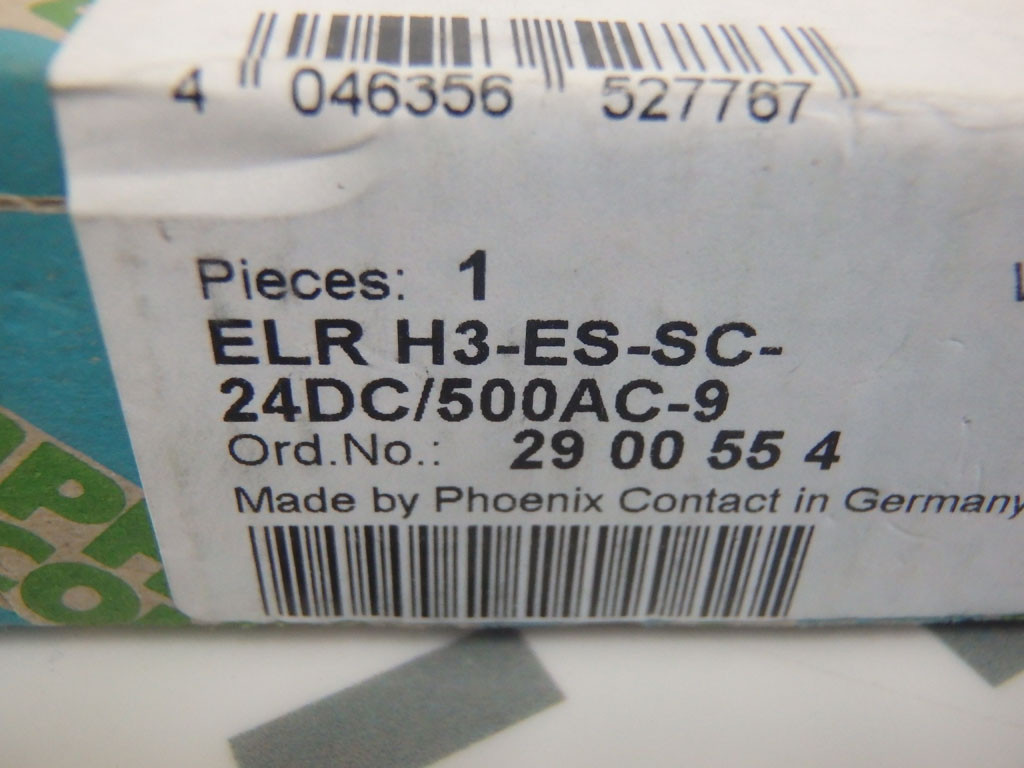 4 046356 527767
Pieces: 1
ELR H3-ES-SC-
24DC/500AC-9
Ord.No.: 29 00 55 4
Made by Phoenix Contact in Germany